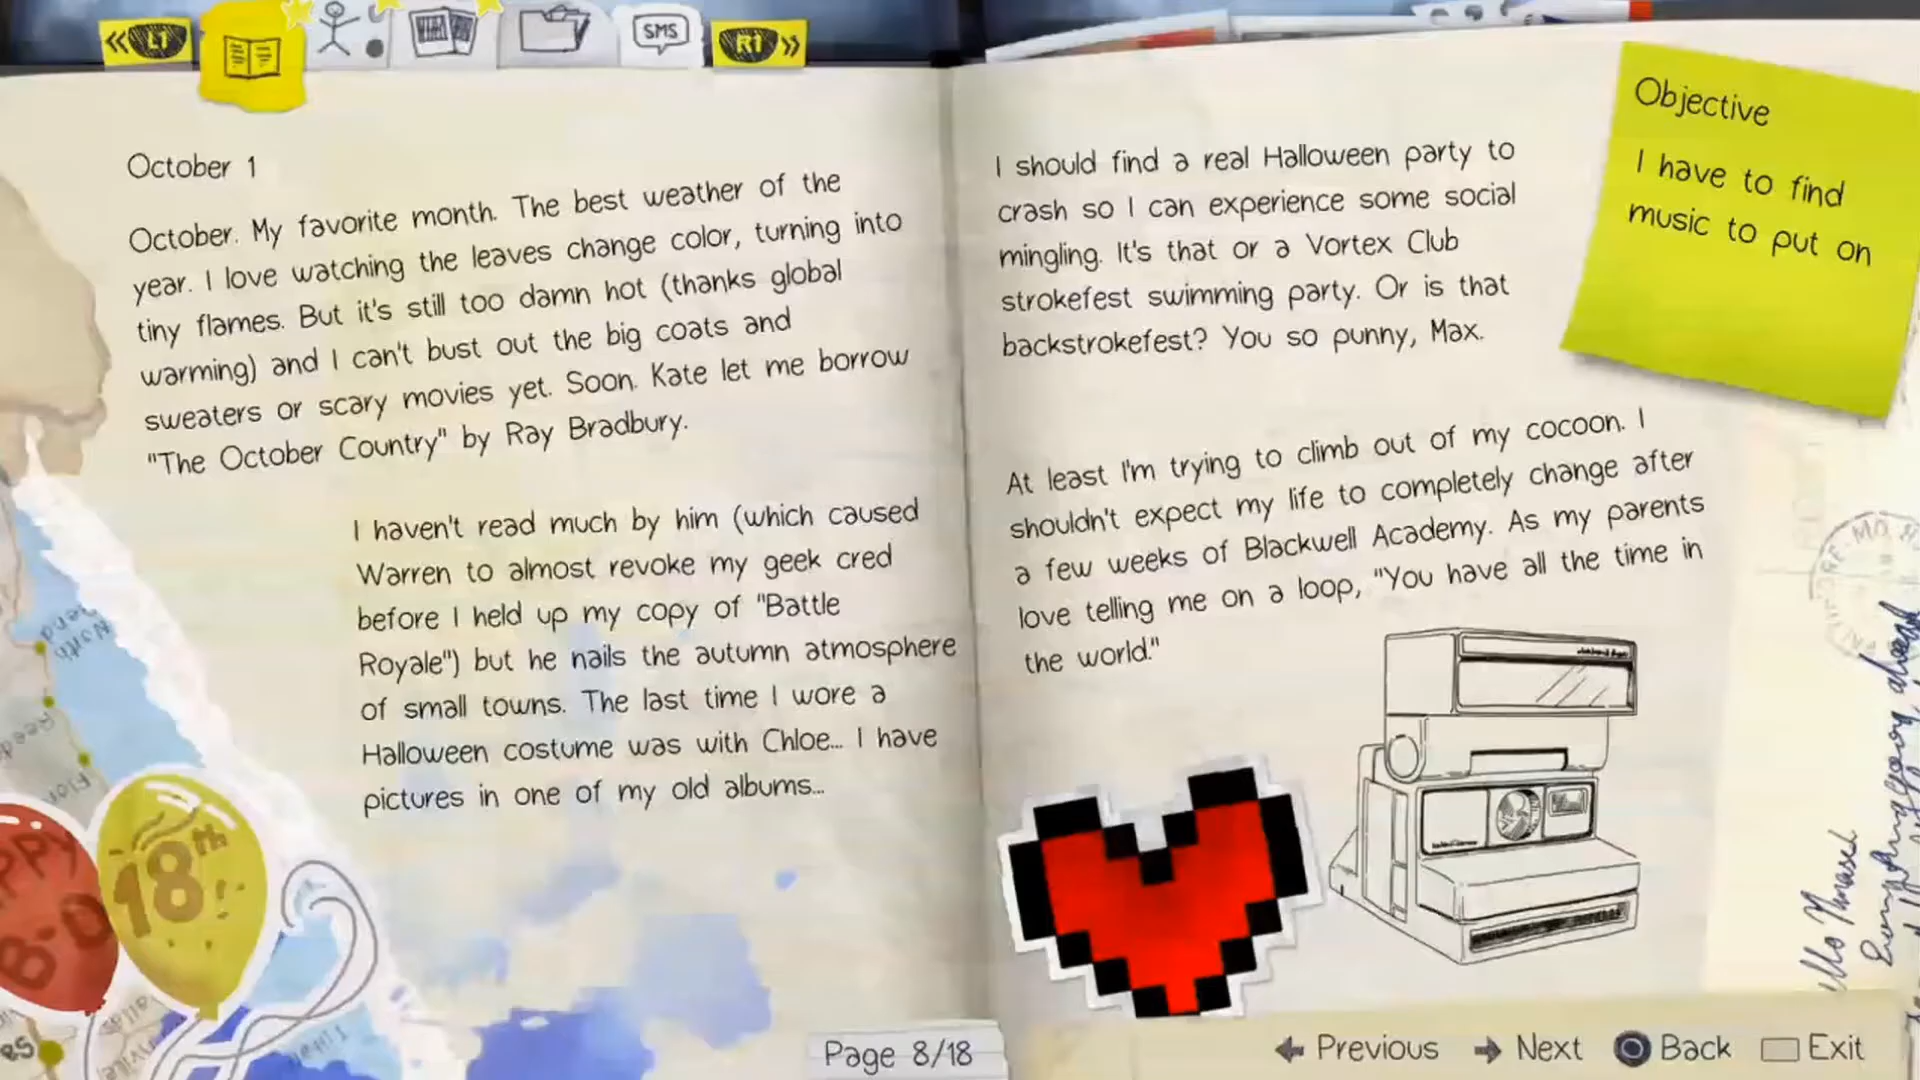 L1
SMS
R1
October 1
October. My favorite month. The best weather of the
year. I love watching the leaves change color, turning into
tiny flames. But it's still too damn hot (thanks global
warming) and I can't bust out the big coats and
sweaters or scary movies yet. Soon. Kate let me borrow
"The October Country" by Ray Bradbury.
I haven't read much by him (which caused
Warren to almost revoke my geek cred
before I held up my copy of "Battle
Royale") but he nails the autumn atmosphere
of small towns. The last time I wore a
Halloween costume was with Chloe... I have
pictures in one of my old albums...
18th!
Page 8/18
I should find a real Halloween party to
crash so I can experience some social
mingling. It's that or a Vortex Club
strokefest swimming party. Or is that
backstrokefest? You so punny, Max.
At least I'm trying to climb out of my cocoon. I
shouldn't expect my life to completely change after
a few weeks of Blackwell Academy. As my parents
love telling me on a loop, "You have all the time in
the world."
Objective
I have to find
music to put on
Previous
Next
Back
Exit